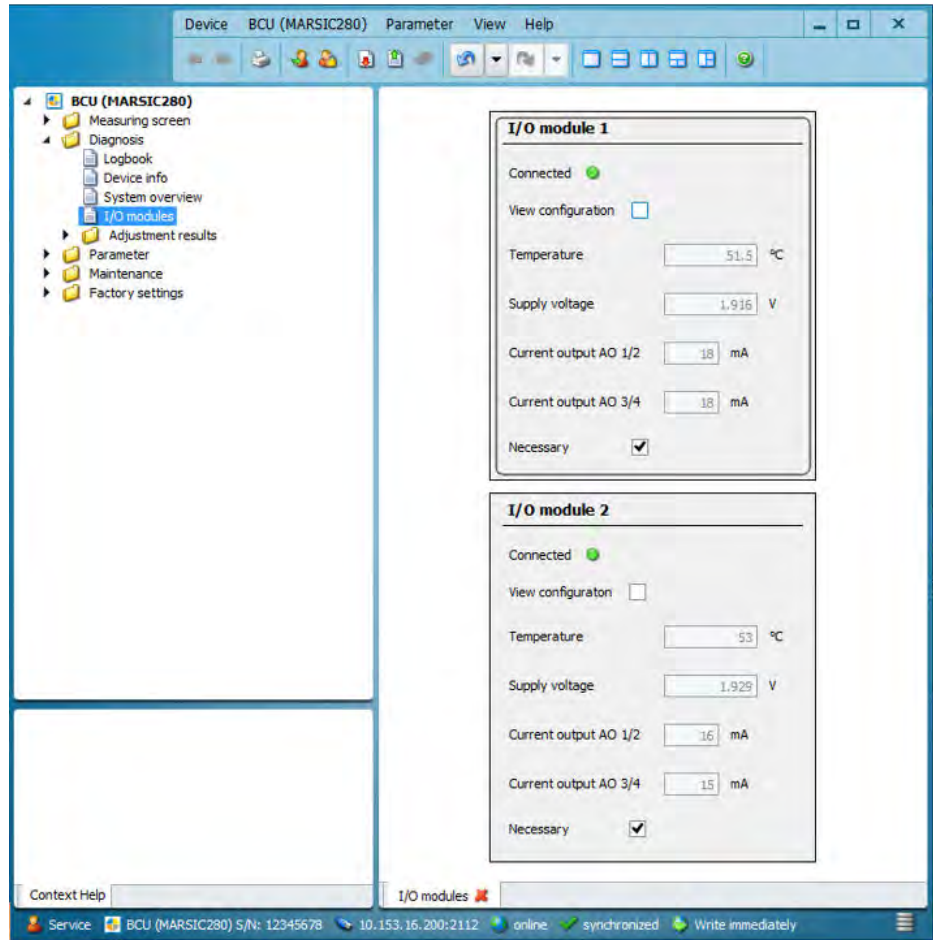 Device BCU (MARSIC280) Parameter View Help
BCU (MARSIC280)
Measuring screen
Diagnosis
Logbook
Device info
System overview
I/O modules
Adjustment results
Parameter
Maintenance
Factory settings
I/O module 1
Connected
View configuration
Temperature 51.5 °C
Supply voltage 1.916 V
Current output AO 1/2 18 mA
Current output AO 3/4 18 mA
Necessary
I/O module 2
Connected
View configuraton
Temperature 53 °C
Supply voltage 1.929 V
Current output AO 1/2 16 mA
Current output AO 3/4 15 mA
Necessary
Context Help
I/O modules
Service BCU (MARSIC280) S/N: 12345678 10.153.16.200:2112 online synchronized Write immediately